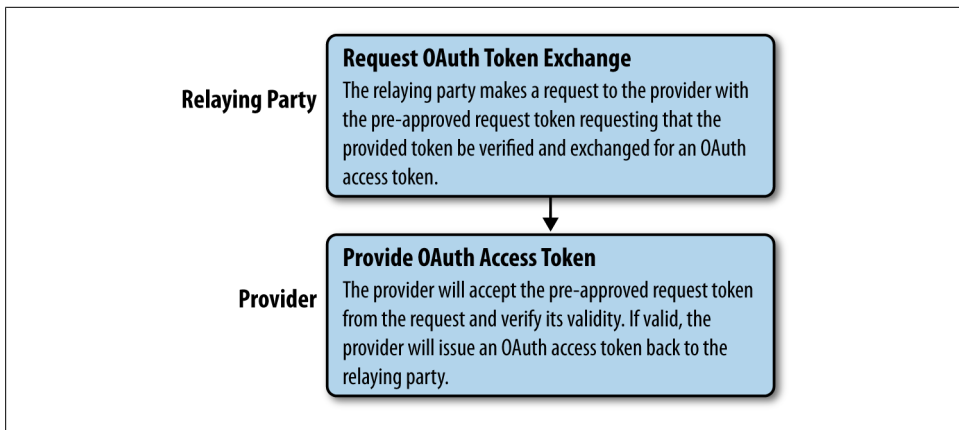 Relaying Party
Request OAuth Token Exchange
The relaying party makes a request to the provider with
the pre-approved request token requesting that the
provided token be verified and exchanged for an OAuth
access token.
Provider
Provide OAuth Access Token
The provider will accept the pre-approved request token
from the request and verify its validity. If valid, the
provider will issue an OAuth access token back to the
relaying party.